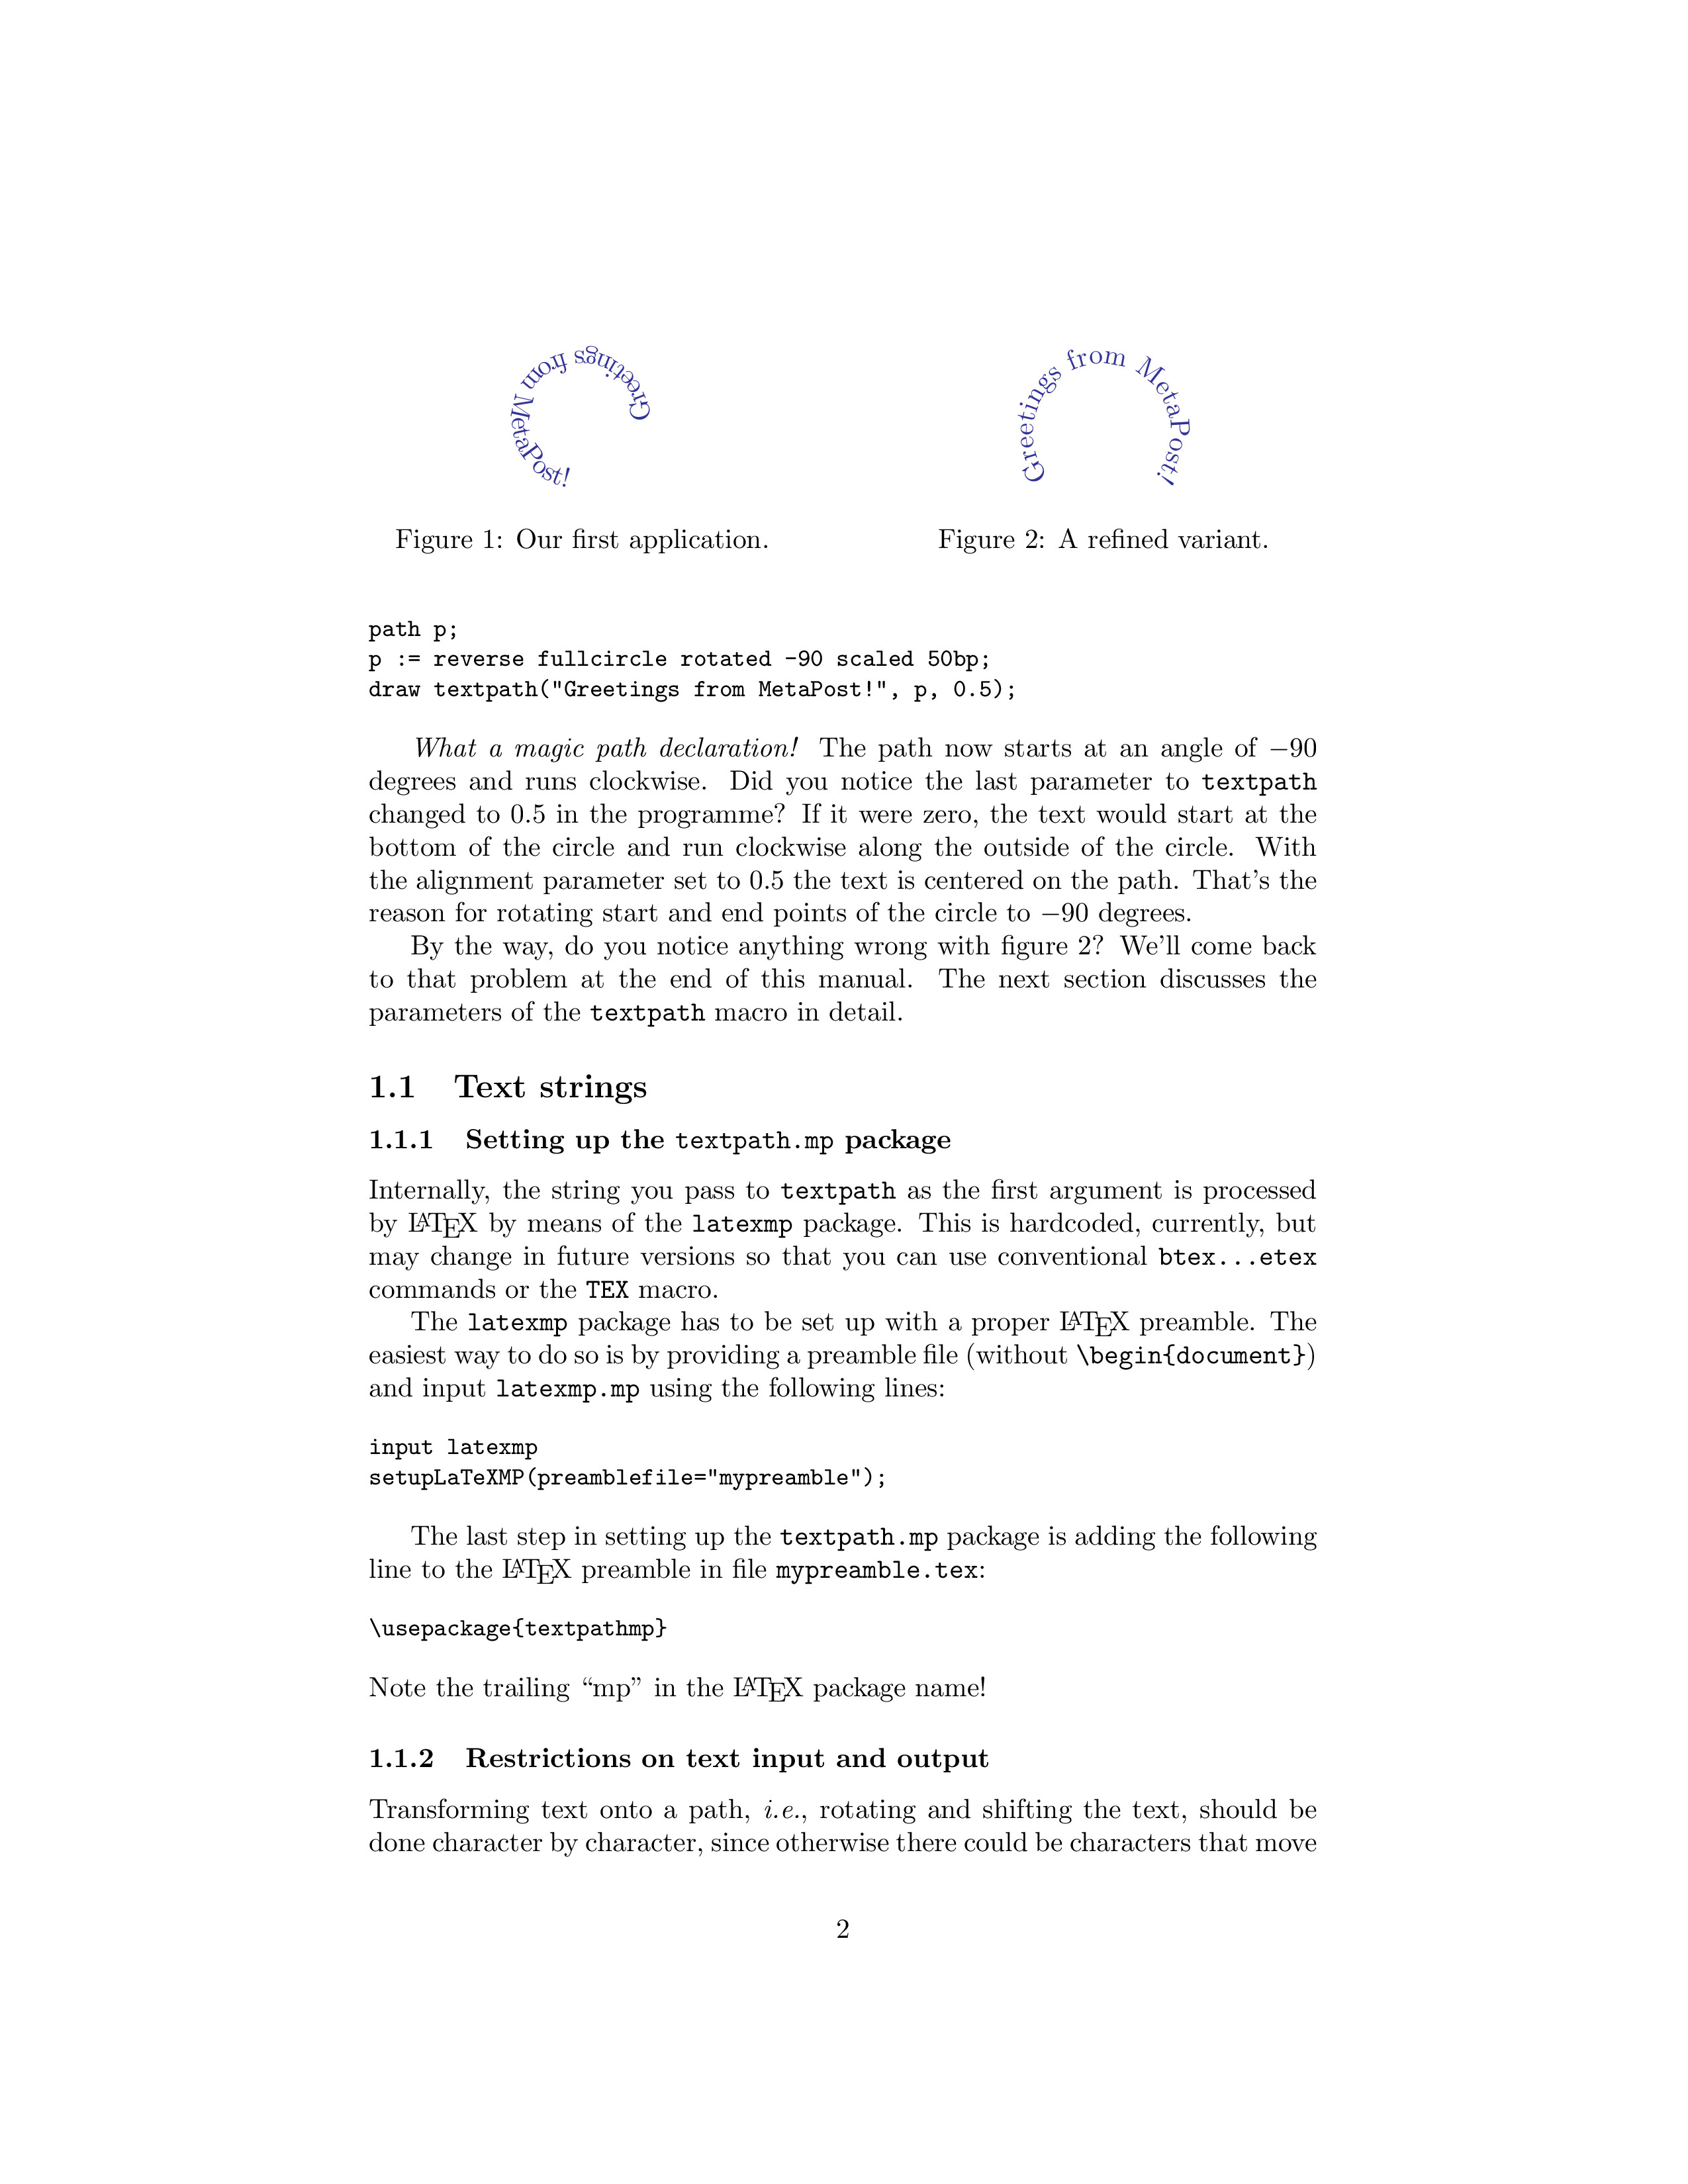 Greetings from MetaPost!
Greetings from MetaPost!
Figure 1: Our first application.
Figure 2: A refined variant.
path p;
p := reverse fullcircle rotated -90 scaled 50bp;
draw textpath("Greetings from MetaPost!", p, 0.5);
What a magic path declaration! The path now starts at an angle of −90
degrees and runs clockwise. Did you notice the last parameter to textpath
changed to 0.5 in the programme? If it were zero, the text would start at the
bottom of the circle and run clockwise along the outside of the circle. With
the alignment parameter set to 0.5 the text is centered on the path. That's the
reason for rotating start and end points of the circle to −90 degrees.
By the way, do you notice anything wrong with figure 2? We'll come back
to that problem at the end of this manual. The next section discusses the
parameters of the textpath macro in detail.
1.1 Text strings
1.1.1 Setting up the textpath.mp package
Internally, the string you pass to textpath as the first argument is processed
by LATEX by means of the latexmp package. This is hardcoded, currently, but
may change in future versions so that you can use conventional btex...etex
commands or the TEX macro.
The latexmp package has to be set up with a proper LATEX preamble. The
easiest way to do so is by providing a preamble file (without \begin{document})
and input latexmp.mp using the following lines:
input latexmp
setupLaTeXMP(preamblefile="mypreamble");
The last step in setting up the textpath.mp package is adding the following
line to the LATEX preamble in file mypreamble.tex:
\usepackage{textpathmp}
Note the trailing “mp” in the LATEX package name!
1.1.2 Restrictions on text input and output
Transforming text onto a path, i.e., rotating and shifting the text, should be
done character by character, since otherwise there could be characters that move
2